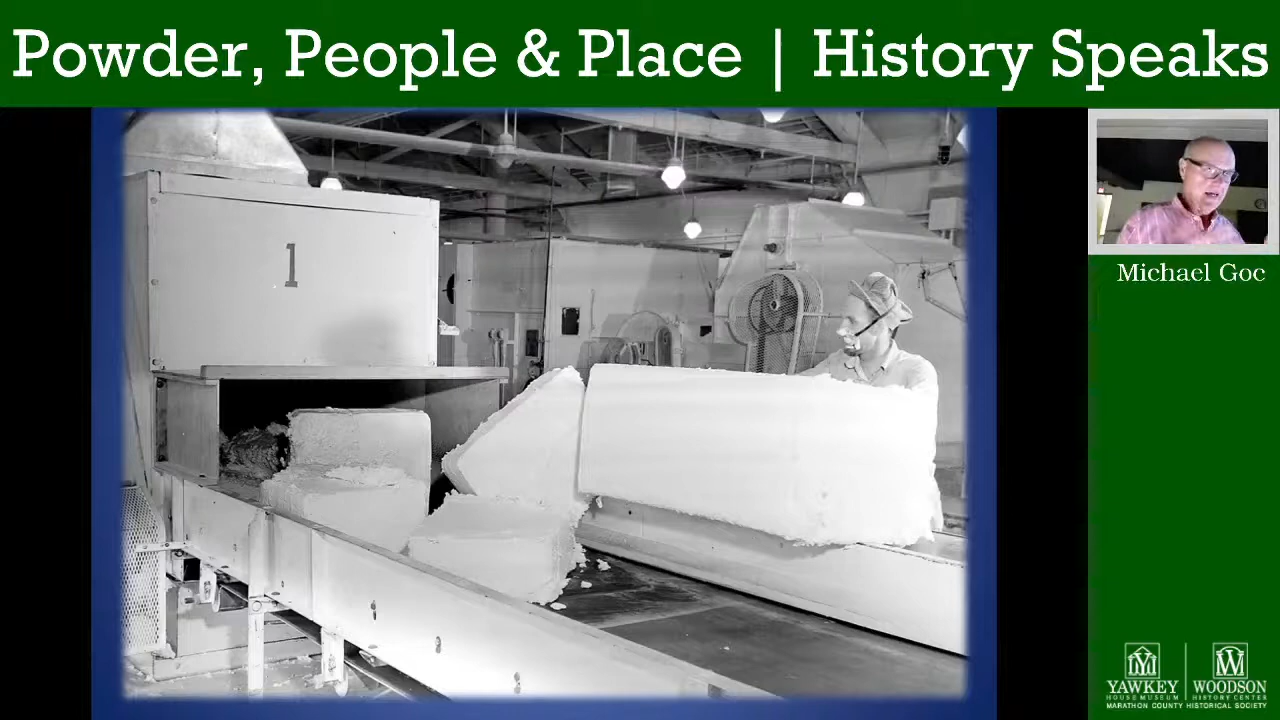 Powder, People & Place | History Speaks
1
Michael Goc
YAWKEY
HOUSE MUSEUM
WOODSON
HISTORY CENTER
MARATHON COUNTY HISTORICAL SOCIETY